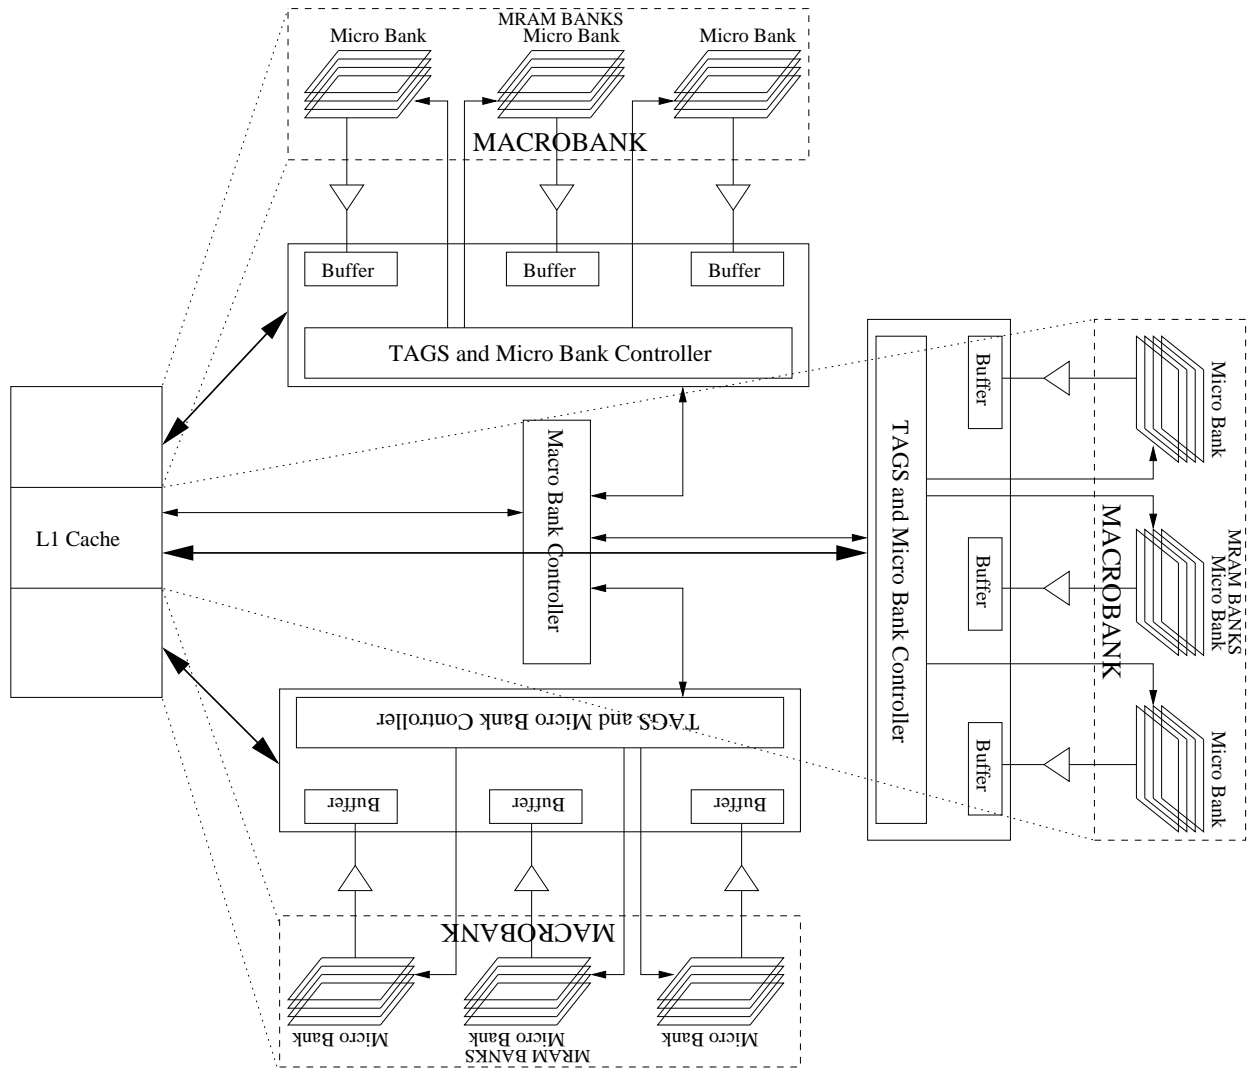 MRAM BANKS
Micro Bank
Micro Bank
Micro Bank
MACROBANK
Buffer
Buffer
Buffer
TAGS and Micro Bank Controller
L1 Cache
Macro Bank Controller
TAGS and Micro Bank Controller
Buffer
Buffer
Buffer
MACROBANK
Micro Bank
Micro Bank
Micro Bank
MRAM BANKS
TAGS and Micro Bank Controller
Buffer
Buffer
Buffer
MACROBANK
Micro Bank
Micro Bank
Micro Bank
MRAM BANKS